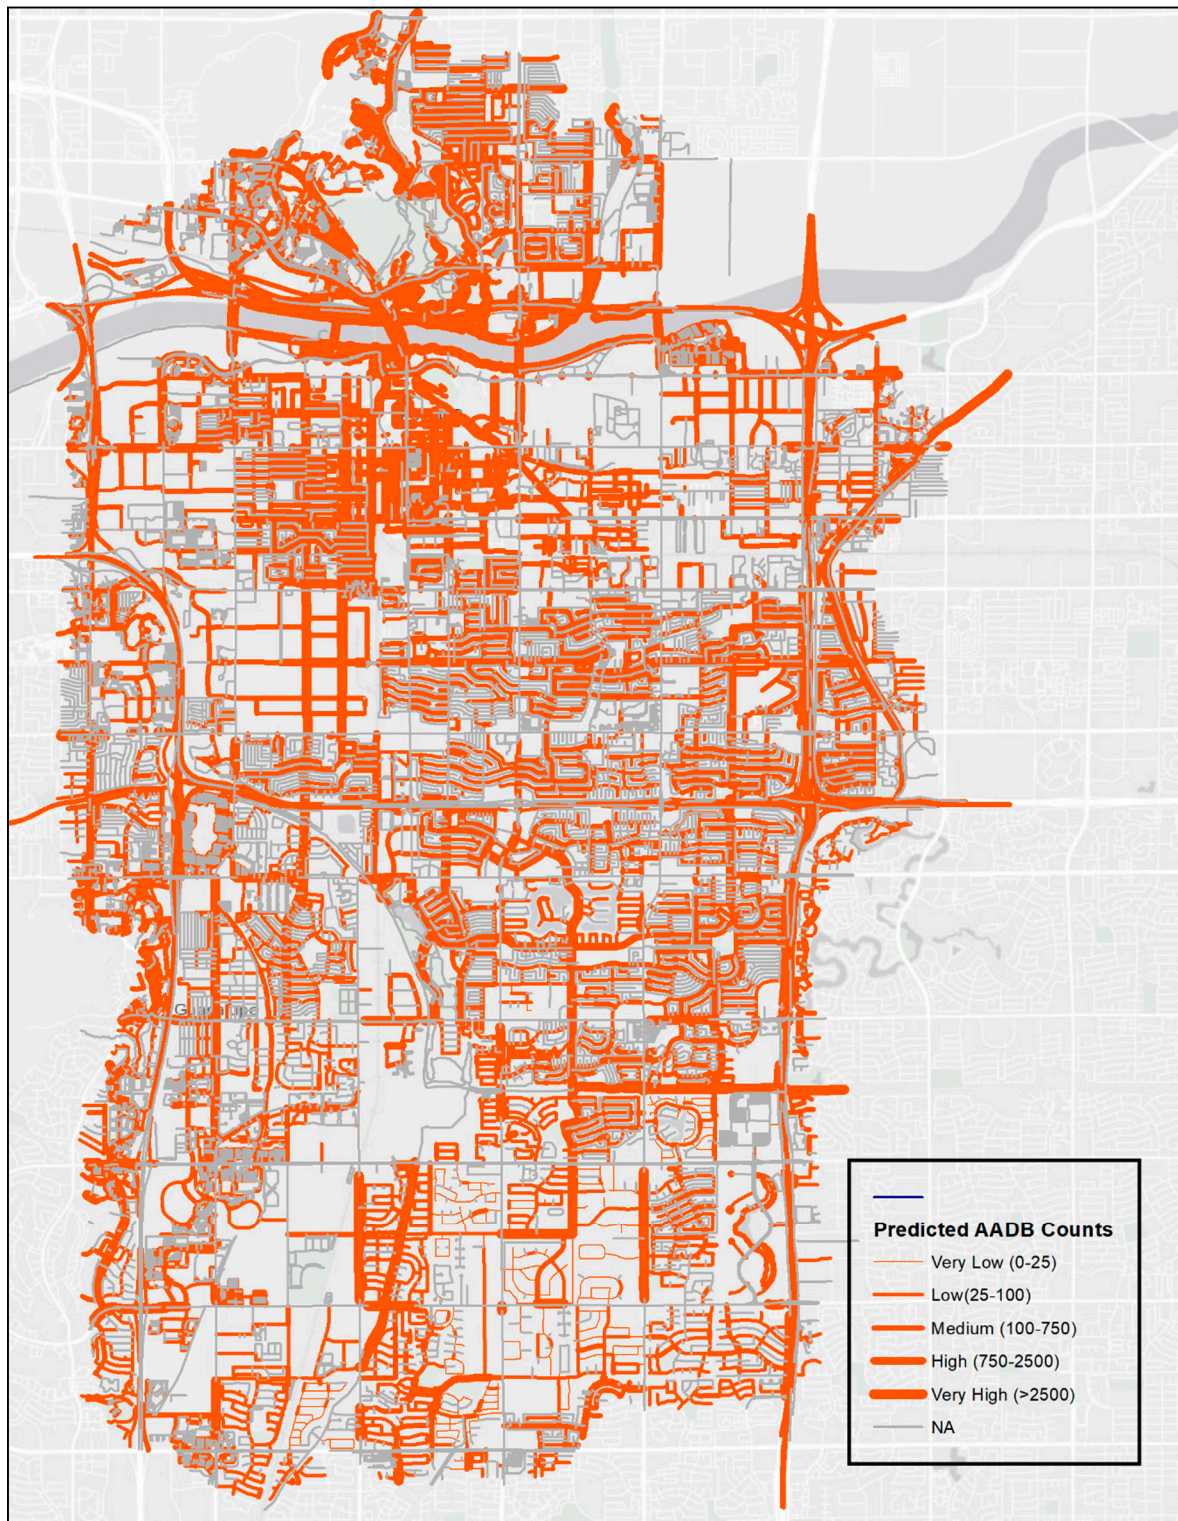 Guadalupe
Predicted AADB Counts
Very Low (0-25)
Low(25-100)
Medium (100-750)
High (750-2500)
Very High (>2500)
NA